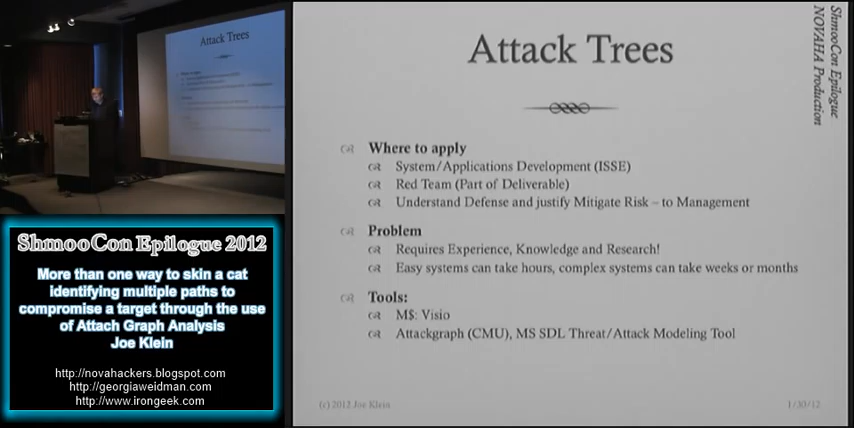 Attack Trees
ShmooCon Epilogue
NOVAHA Production
Attack Trees
Where to apply
System/Applications Development (ISSE)
Red Team (Part of Deliverable)
Understand Defense and justify Mitigate Risk – to Management
Problem
Requires Experience, Knowledge and Research!
Easy systems can take hours, complex systems can take weeks or months
Tools:
M$: Visio
Attackgraph (CMU), MS SDL Threat/Attack Modeling Tool
(c) 2012 Joe Klein
1/30/12
ShmooCon Epilogue 2012
More than one way to skin a cat
identifying multiple paths to
compromise a target through the use
of Attach Graph Analysis
Joe Klein
http://novahackers.blogspot.com
http://georgiaweidman.com
http://www.irongeek.com